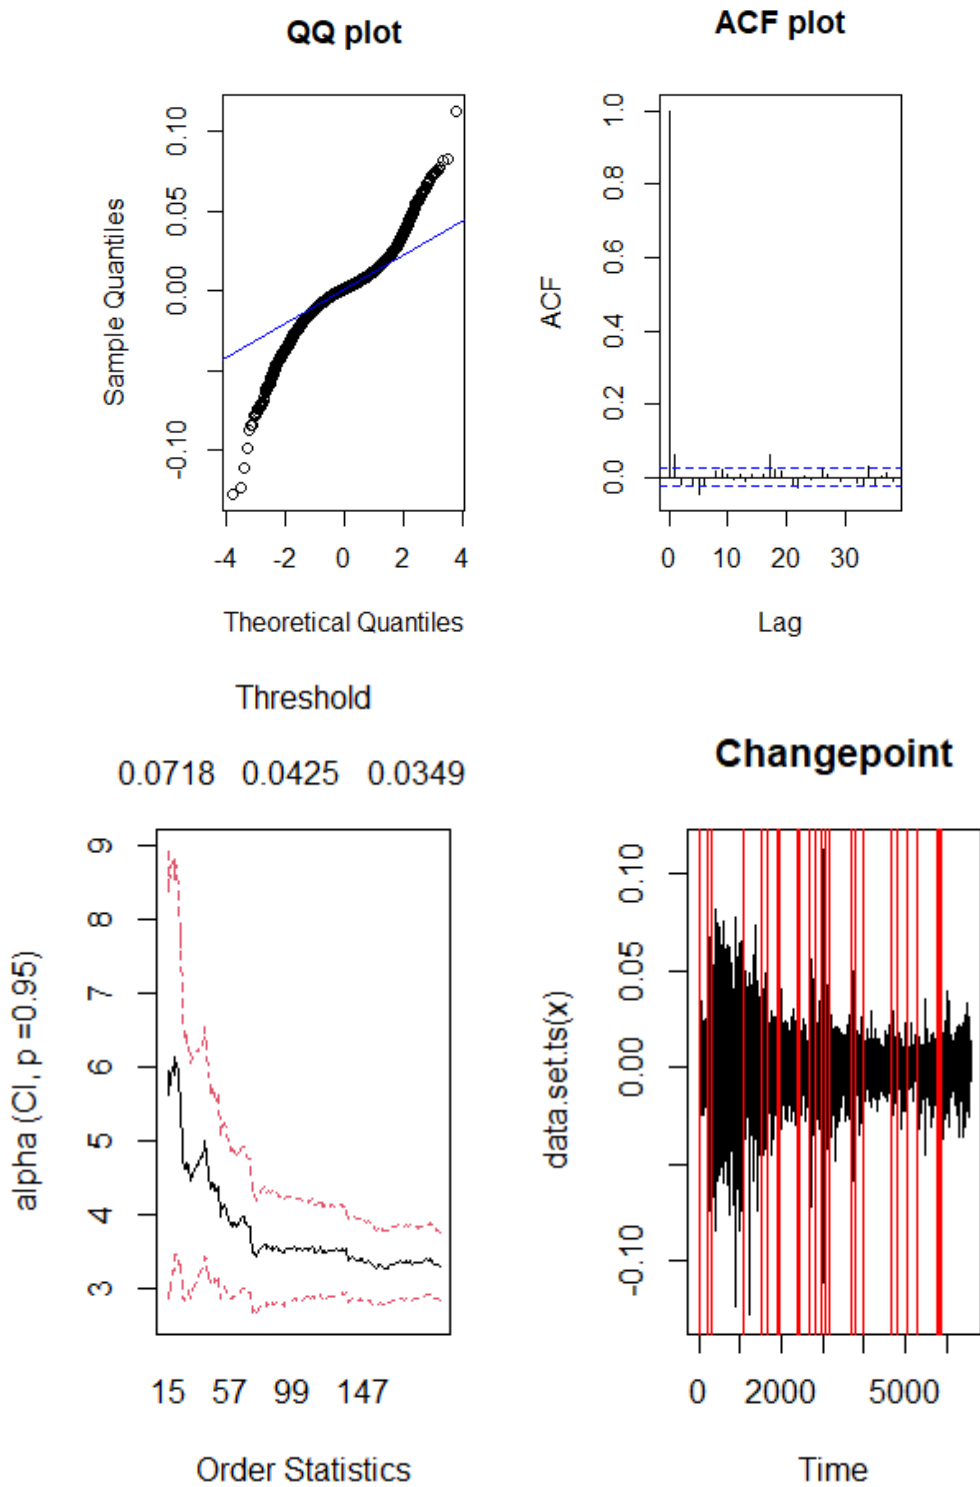 QQ plot
Sample Quantiles
0.10
0.05
0.00
-0.10
-4 -2 0 2 4
Theoretical Quantiles
ACF plot
ACF
1.0
0.8
0.6
0.4
0.2
0.0
0 10 20 30
Lag
Threshold
0.0718 0.0425 0.0349
alpha (CI, p =0.95)
9
8
7
6
5
4
3
15 57 99 147
Order Statistics
Changepoint
data.set.ts(x)
0.10
0.05
0.00
-0.10
0 2000 5000
Time